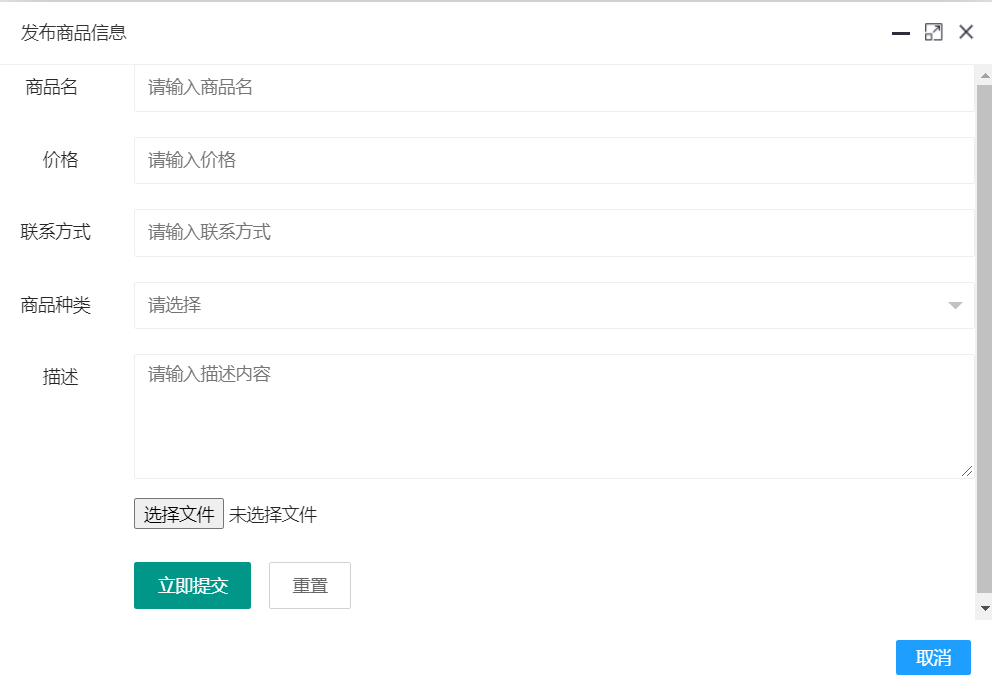 发布商品信息
商品名 请输入商品名
价格 请输入价格
联系方式 请输入联系方式
商品种类 请选择
描述 请输入描述内容
选择文件 未选择文件
立即提交 重置
取消